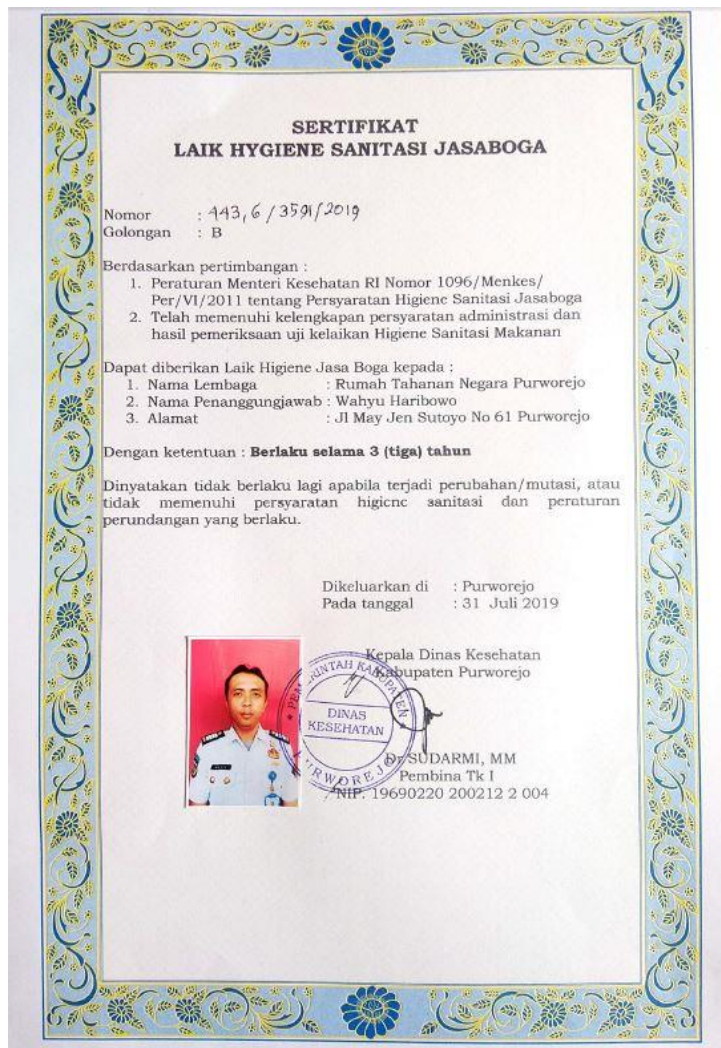 SERTIFIKAT
LAIK HYGIENE SANITASI JASABOGA
Nomor : 443,6 / 3591/2019
Golongan : B
Berdasarkan pertimbangan :
1. Peraturan Menteri Kesehatan RI Nomor 1096/Menkes/
Per/VI/2011 tentang Persyaratan Higiene Sanitasi Jasaboga
2. Telah memenuhi kelengkapan persyaratan administrasi dan
hasil pemeriksaan uji kelaikan Higiene Sanitasi Makanan
Dapat diberikan Laik Higiene Jasa Boga kepada :
1. Nama Lembaga : Rumah Tahanan Negara Purworejo
2. Nama Penanggungjawab : Wahyu Haribowo
3. Alamat : Jl May Jen Sutoyo No 61 Purworejo
Dengan ketentuan : Berlaku selama 3 (tiga) tahun
Dinyatakan tidak berlaku lagi apabila terjadi perubahan/mutasi, atau
tidak memenuhi persyaratan higiene sanitasi dan peraturan
perundangan yang berlaku.
Dikeluarkan di : Purworejo
Pada tanggal : 31 Juli 2019
Kepala Dinas Kesehatan
Kabupaten Purworejo
PEMERINTAH KABUPATEN
DINAS
KESEHATAN
PURWOREJO
Dr SUDARMI, MM
Pembina Tk I
NIP. 19690220 200212 2 004